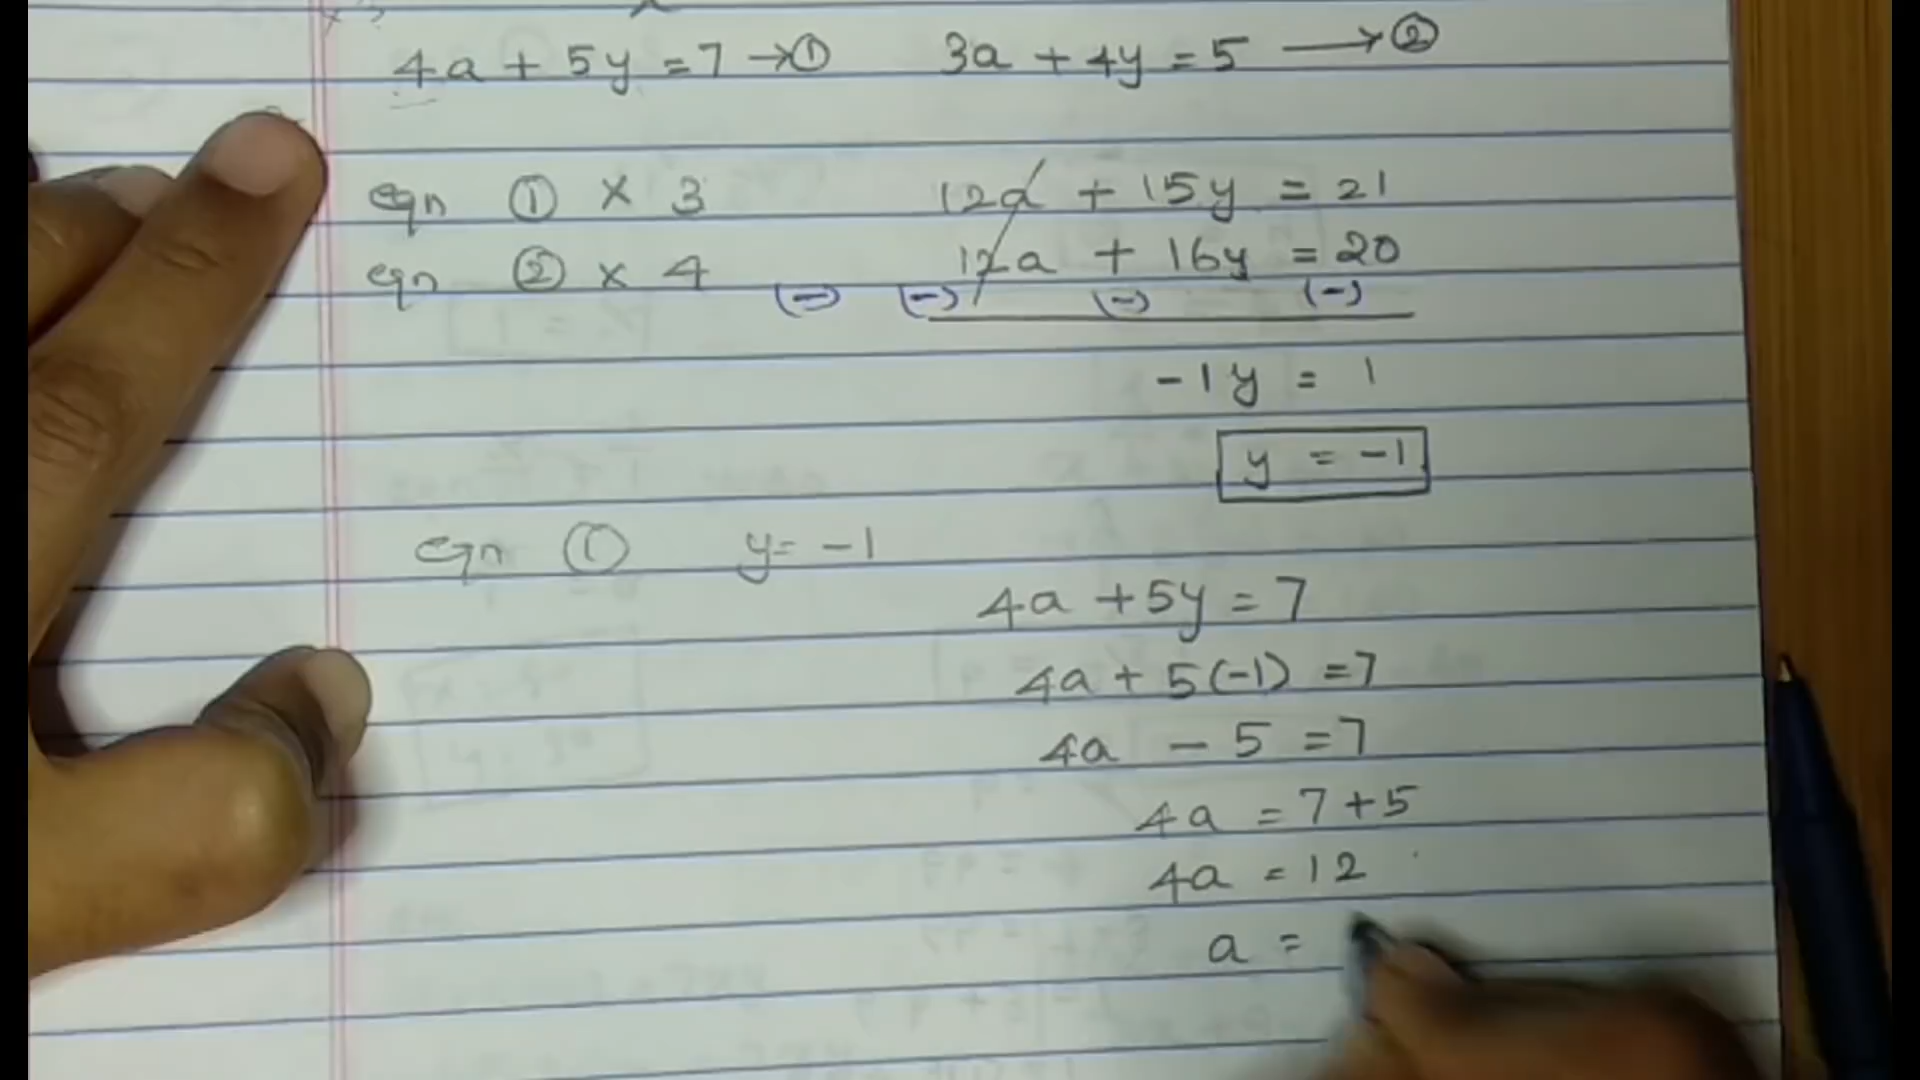 4a + 5y = 7 → ① 3a + 4y = 5 → ②
eqn ① × 3 12a + 15y = 21
eqn ② × 4 12a + 16y = 20
(-) (-) (-) (-)
-1y = 1
y = -1
eqn ① y = -1
4a + 5y = 7
4a + 5(-1) = 7
4a - 5 = 7
4a = 7 + 5
4a = 12
a =